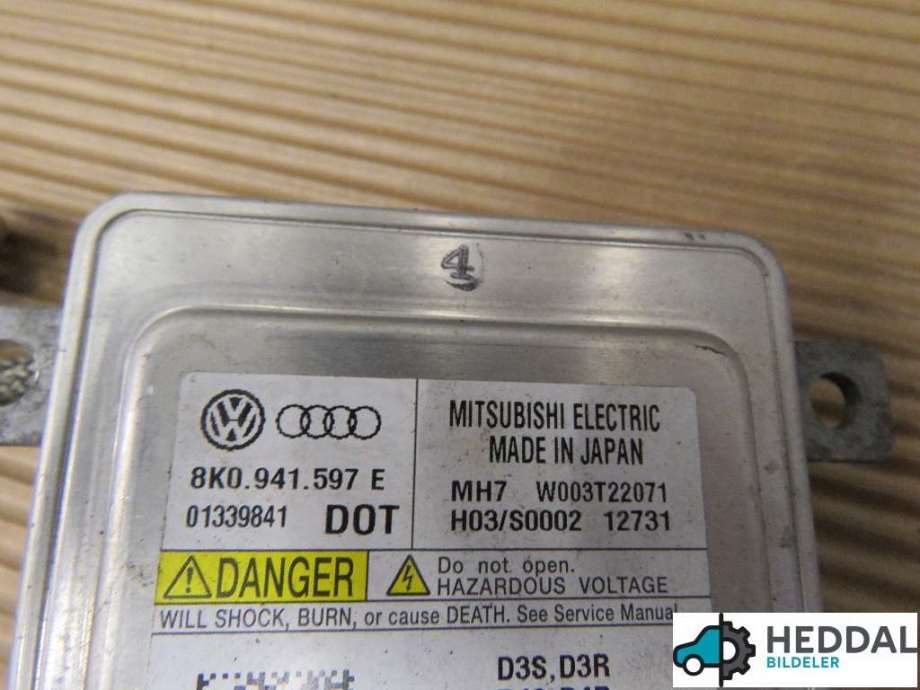 4
8K0.941.597 E
01339841 DOT
MITSUBISHI ELECTRIC
MADE IN JAPAN
MH7 W003T22071
H03/S0002 12731
DANGER
Do not open.
HAZARDOUS VOLTAGE
WILL SHOCK, BURN, or cause DEATH. See Service Manual
D3S,D3R
HEDDAL
BILDELER